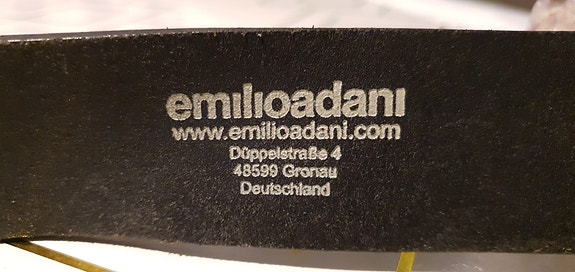 emilioadani
www.emilioadani.com
Düppelstraße 4
48599 Gronau
Deutschland